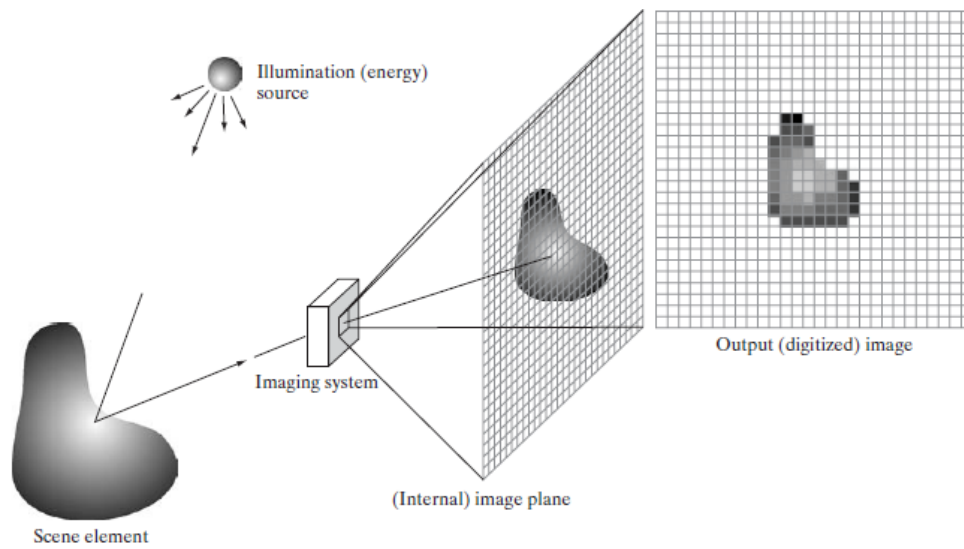 Illumination (energy)
source
Output (digitized) image
Imaging system
(Internal) image plane
Scene element